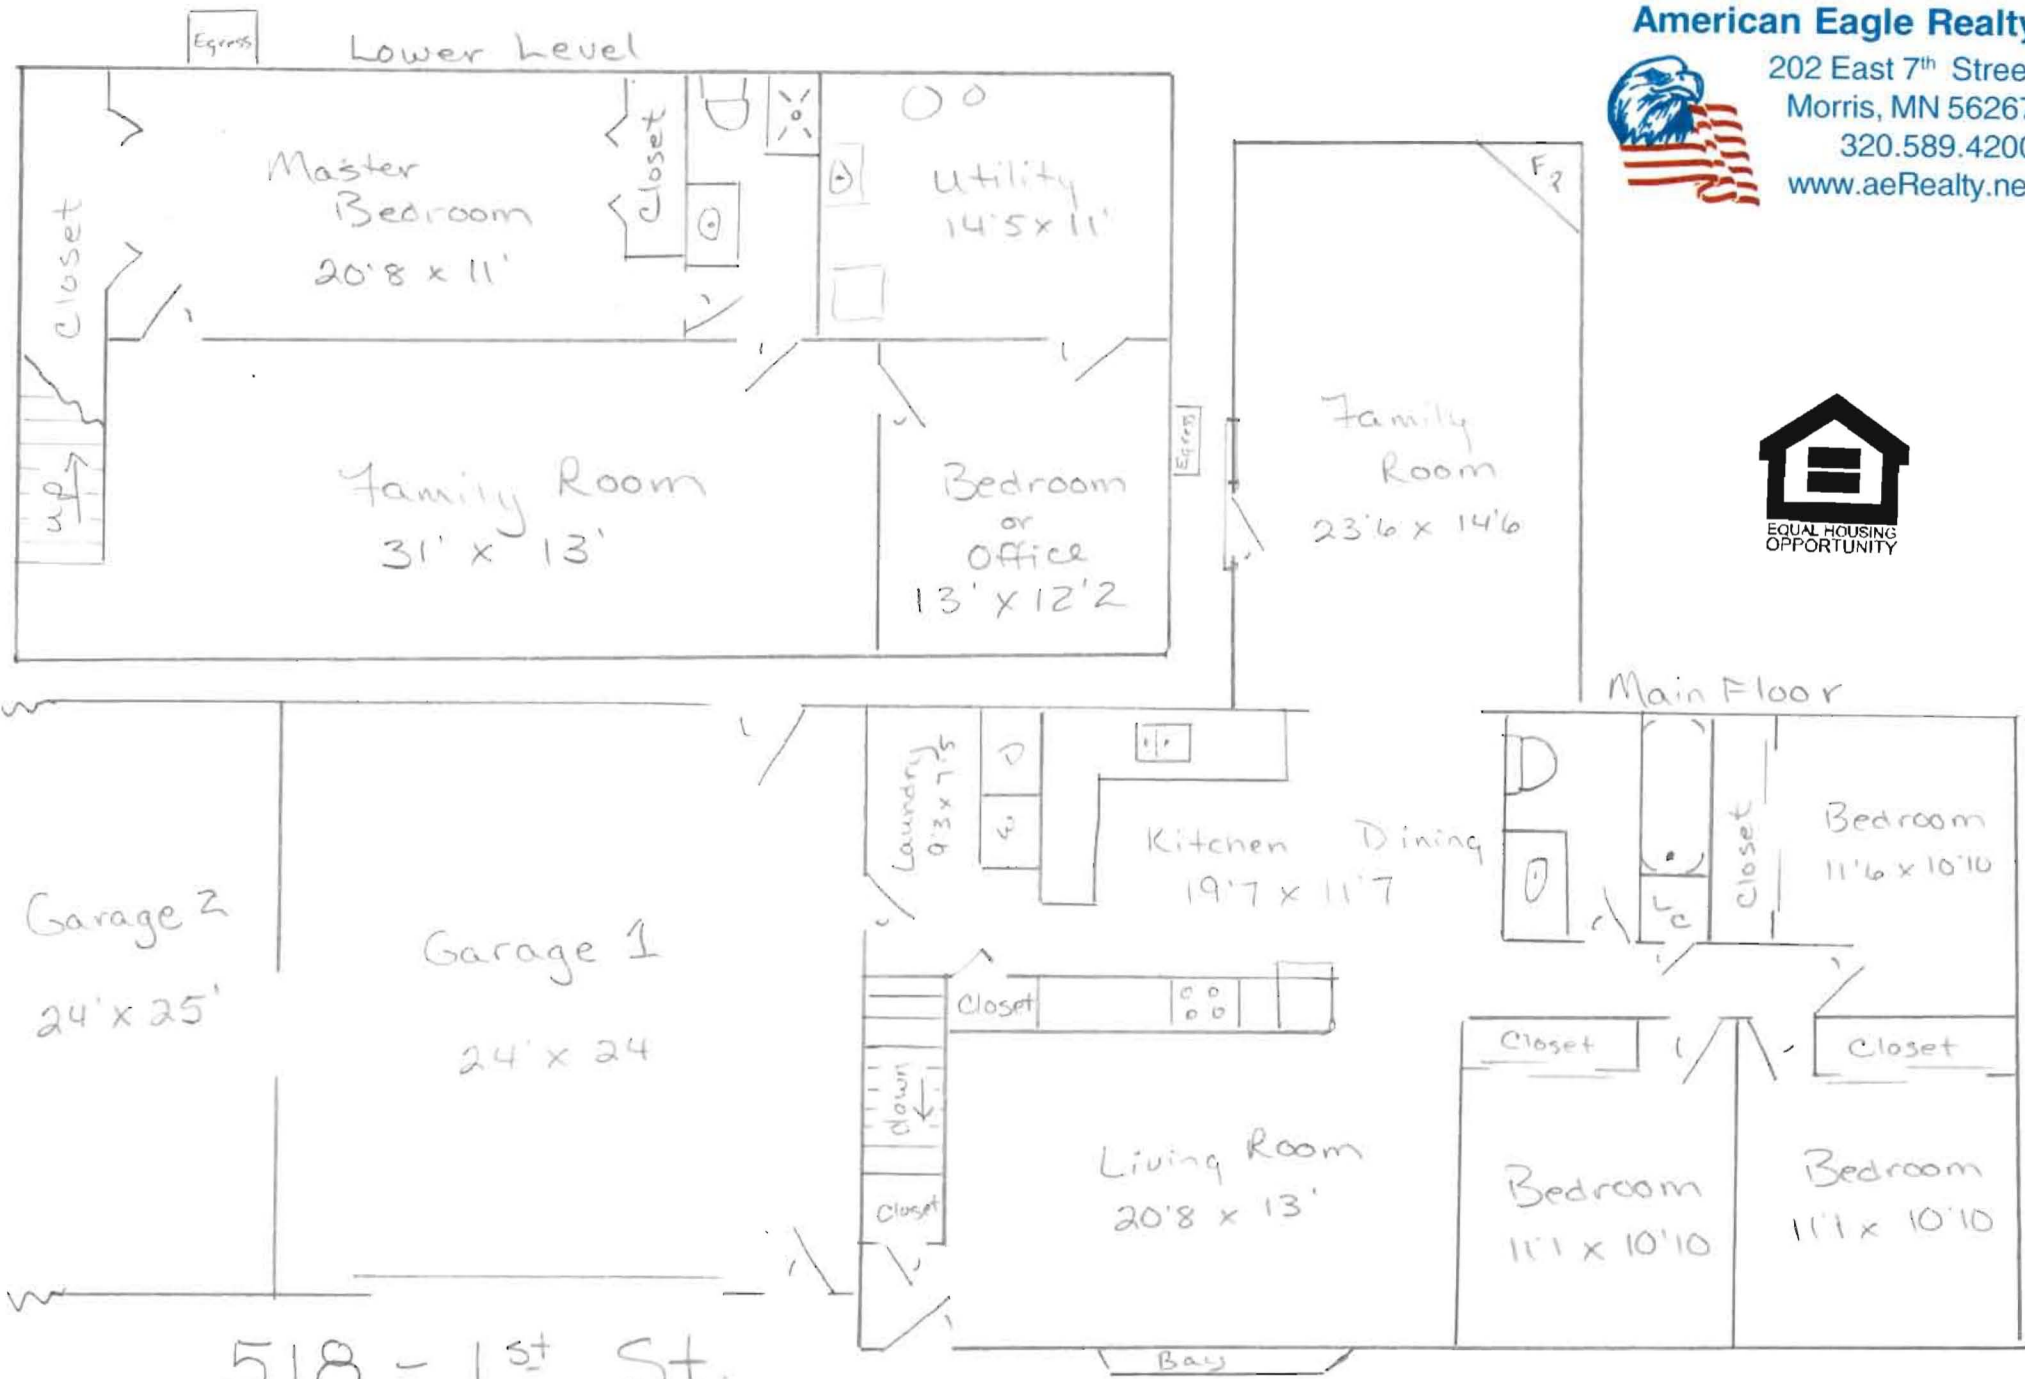 American Eagle Realty
202 East 7th Stree
Morris, MN 56267
320.589.4200
www.aeRealty.ne
EQUAL HOUSING
OPPORTUNITY
Lower Level
Egress
Closet
Master
Bedroom
20'8 x 11'
Closet
Utility
14'5 x 11'
up
Family Room
31' x 13'
Bedroom
or
Office
13' x 12'2
Egress
Family
Room
23'6 x 14'6
Main Floor
Garage 2
24' x 25'
Garage 1
24' x 24
Laundry
9'3 x 7'5
D
W
Kitchen Dining
19'7 x 11'7
Closet
LC
Bedroom
11'6 x 10'10
Closet
down
Closet
Living Room
20'8 x 13'
Closet
Bedroom
11'1 x 10'10
Closet
Bedroom
11'1 x 10'10
Bay
518 - 1st St.